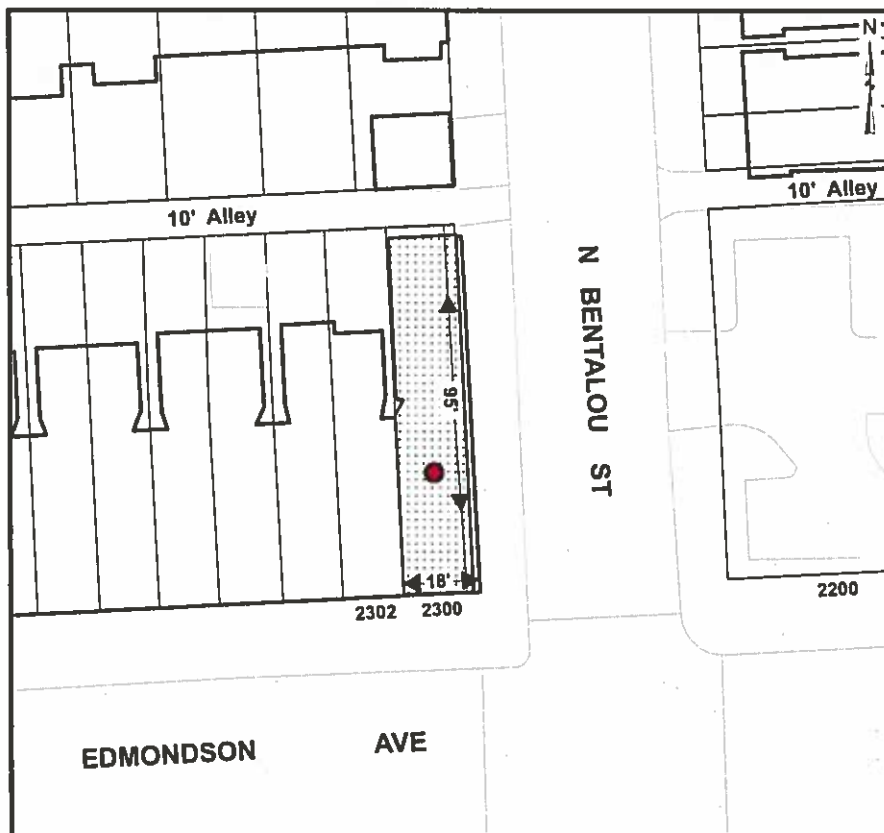 N
10' Alley
10' Alley
N BENTALOU ST
95'
18'
2302 2300
2200
EDMONDSON AVE